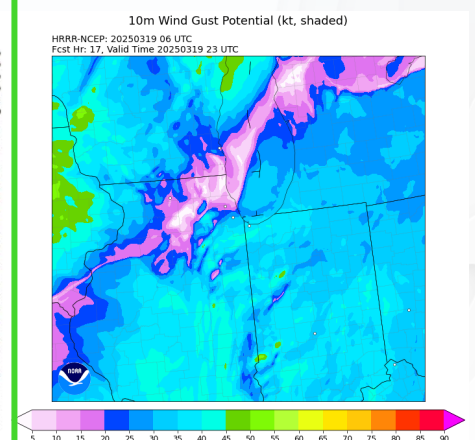 10m Wind Gust Potential (kt, shaded)
HRRR-NCEP: 20250319 06 UTC
Fcst Hr: 17, Valid Time 20250319 23 UTC
NOAA
5 10 15 20 25 30 35 40 45 50 55 60 65 70 75 80 85 90